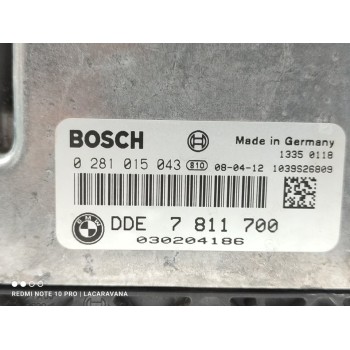 BOSCH
Made in Germany
1335 0118
0 281 015 043 810 08-04-12 1039S26809
BMW
DDE 7 811 700
030204186
REDMI NOTE 10 PRO | LACARAVANA